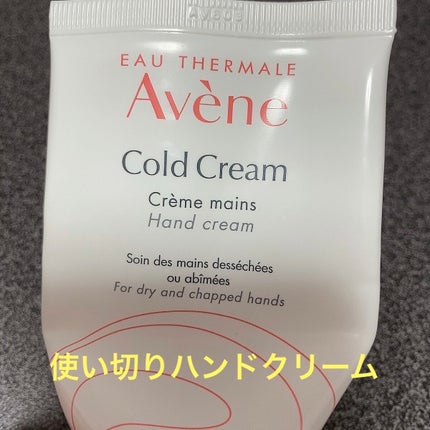 EAU THERMALE
Avène
Cold Cream
Crème mains
Hand cream
Soin des mains desséchées
ou abîmées
For dry and chapped hands
使い切りハンドクリーム